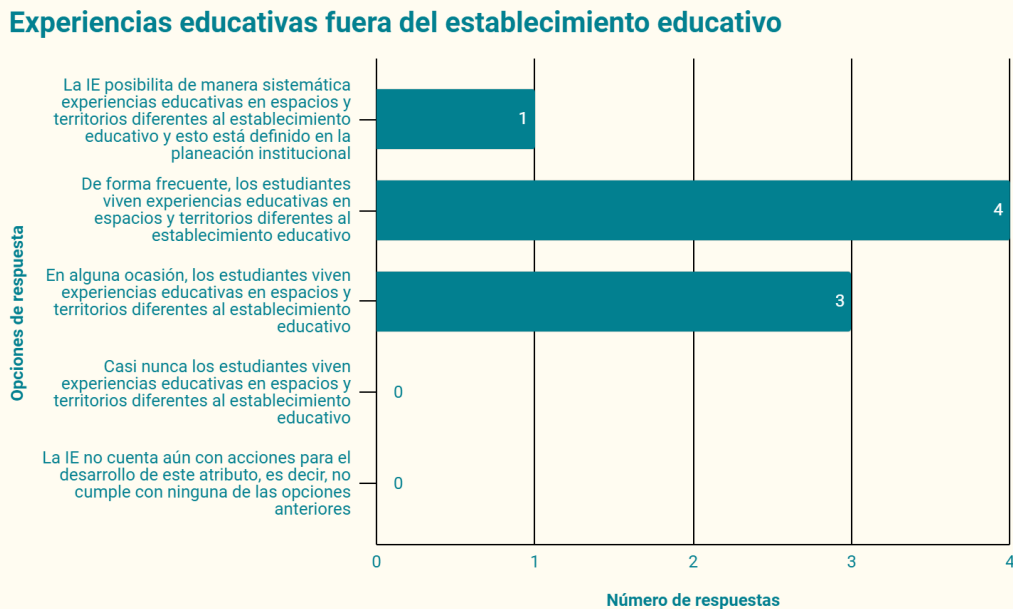 Experiencias educativas fuera del establecimiento educativo
Opciones de respuesta
La IE posibilita de manera sistemática
experiencias educativas en espacios y
territorios diferentes al establecimiento
educativo y esto está definido en la
planeación institucional
1
De forma frecuente, los estudiantes
viven experiencias educativas en
espacios y territorios diferentes al
establecimiento educativo
4
En alguna ocasión, los estudiantes viven
experiencias educativas en espacios y
territorios diferentes al establecimiento
educativo
3
Casi nunca los estudiantes viven
experiencias educativas en espacios y
territorios diferentes al establecimiento
educativo
0
La IE no cuenta aún con acciones para el
desarrollo de este atributo, es decir, no
cumple con ninguna de las opciones
anteriores
0
0 1 2 3 4
Número de respuestas